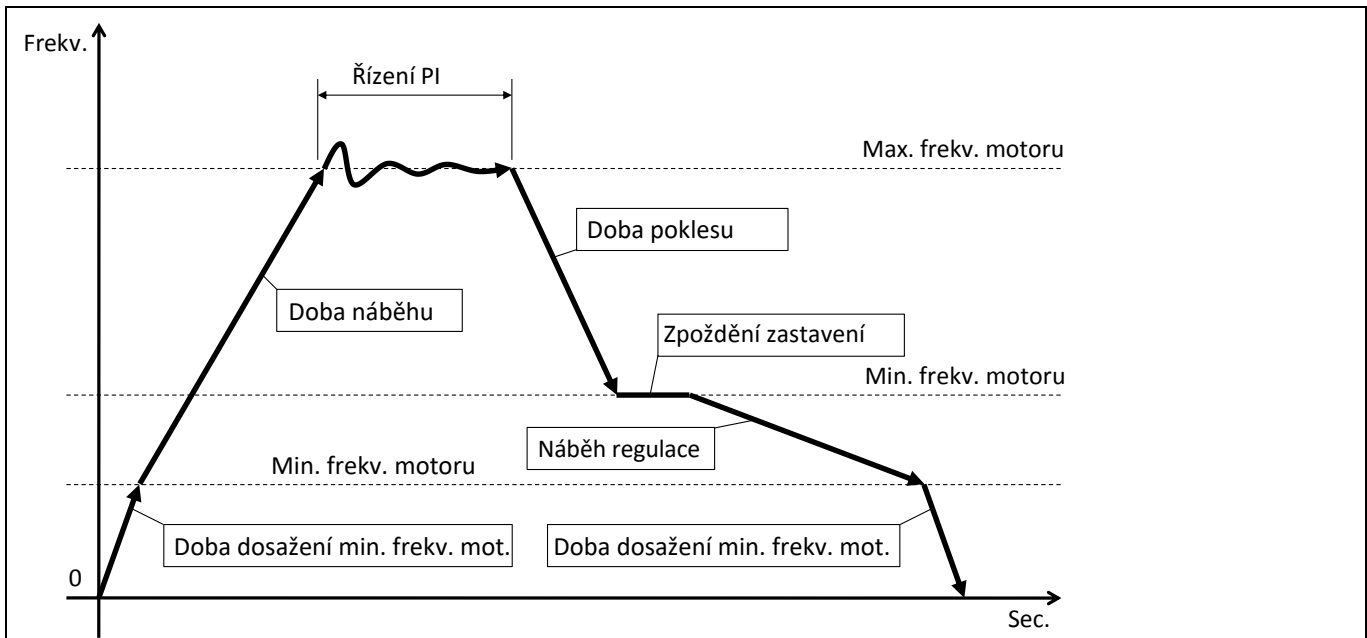 Frekv.
Řízení PI
Max. frekv. motoru
Doba poklesu
Doba náběhu
Zpoždění zastavení
Min. frekv. motoru
Náběh regulace
Min. frekv. motoru
Doba dosažení min. frekv. mot.
Doba dosažení min. frekv. mot.
0
Sec.